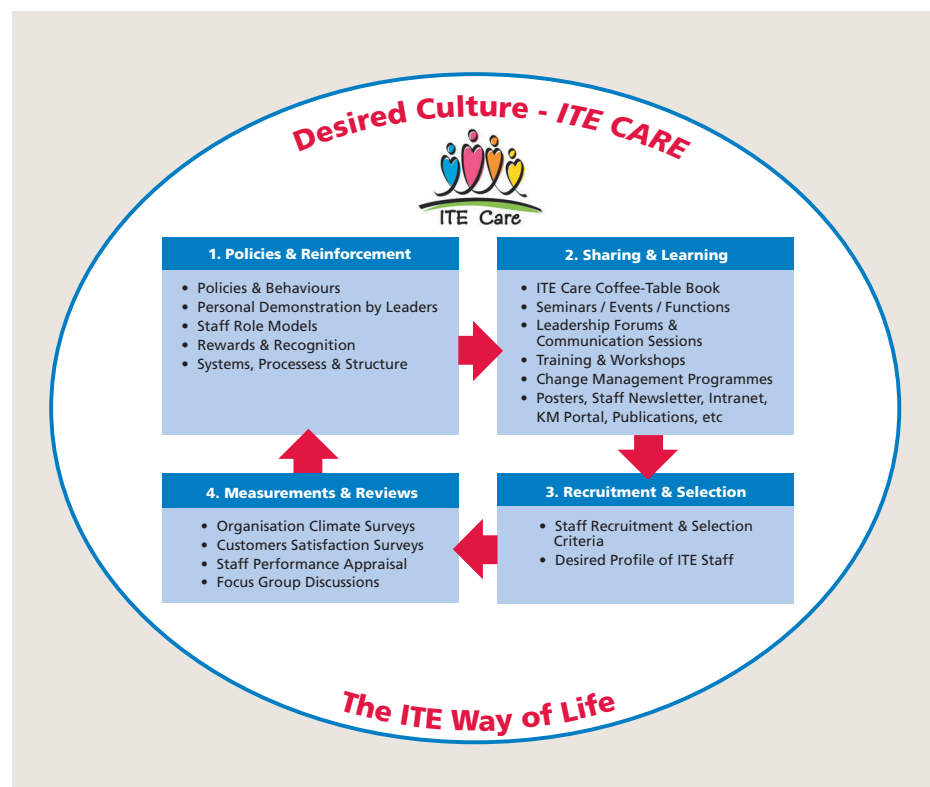 Desired Culture - ITE CARE
ITE Care
1. Policies & Reinforcement
• Policies & Behaviours
• Personal Demonstration by Leaders
• Staff Role Models
• Rewards & Recognition
• Systems, Processess & Structure
2. Sharing & Learning
• ITE Care Coffee-Table Book
• Seminars / Events / Functions
• Leadership Forums &
Communication Sessions
• Training & Workshops
• Change Management Programmes
• Posters, Staff Newsletter, Intranet,
KM Portal, Publications, etc
3. Recruitment & Selection
• Staff Recruitment & Selection
Criteria
• Desired Profile of ITE Staff
4. Measurements & Reviews
• Organisation Climate Surveys
• Customers Satisfaction Surveys
• Staff Performance Appraisal
• Focus Group Discussions
The ITE Way of Life